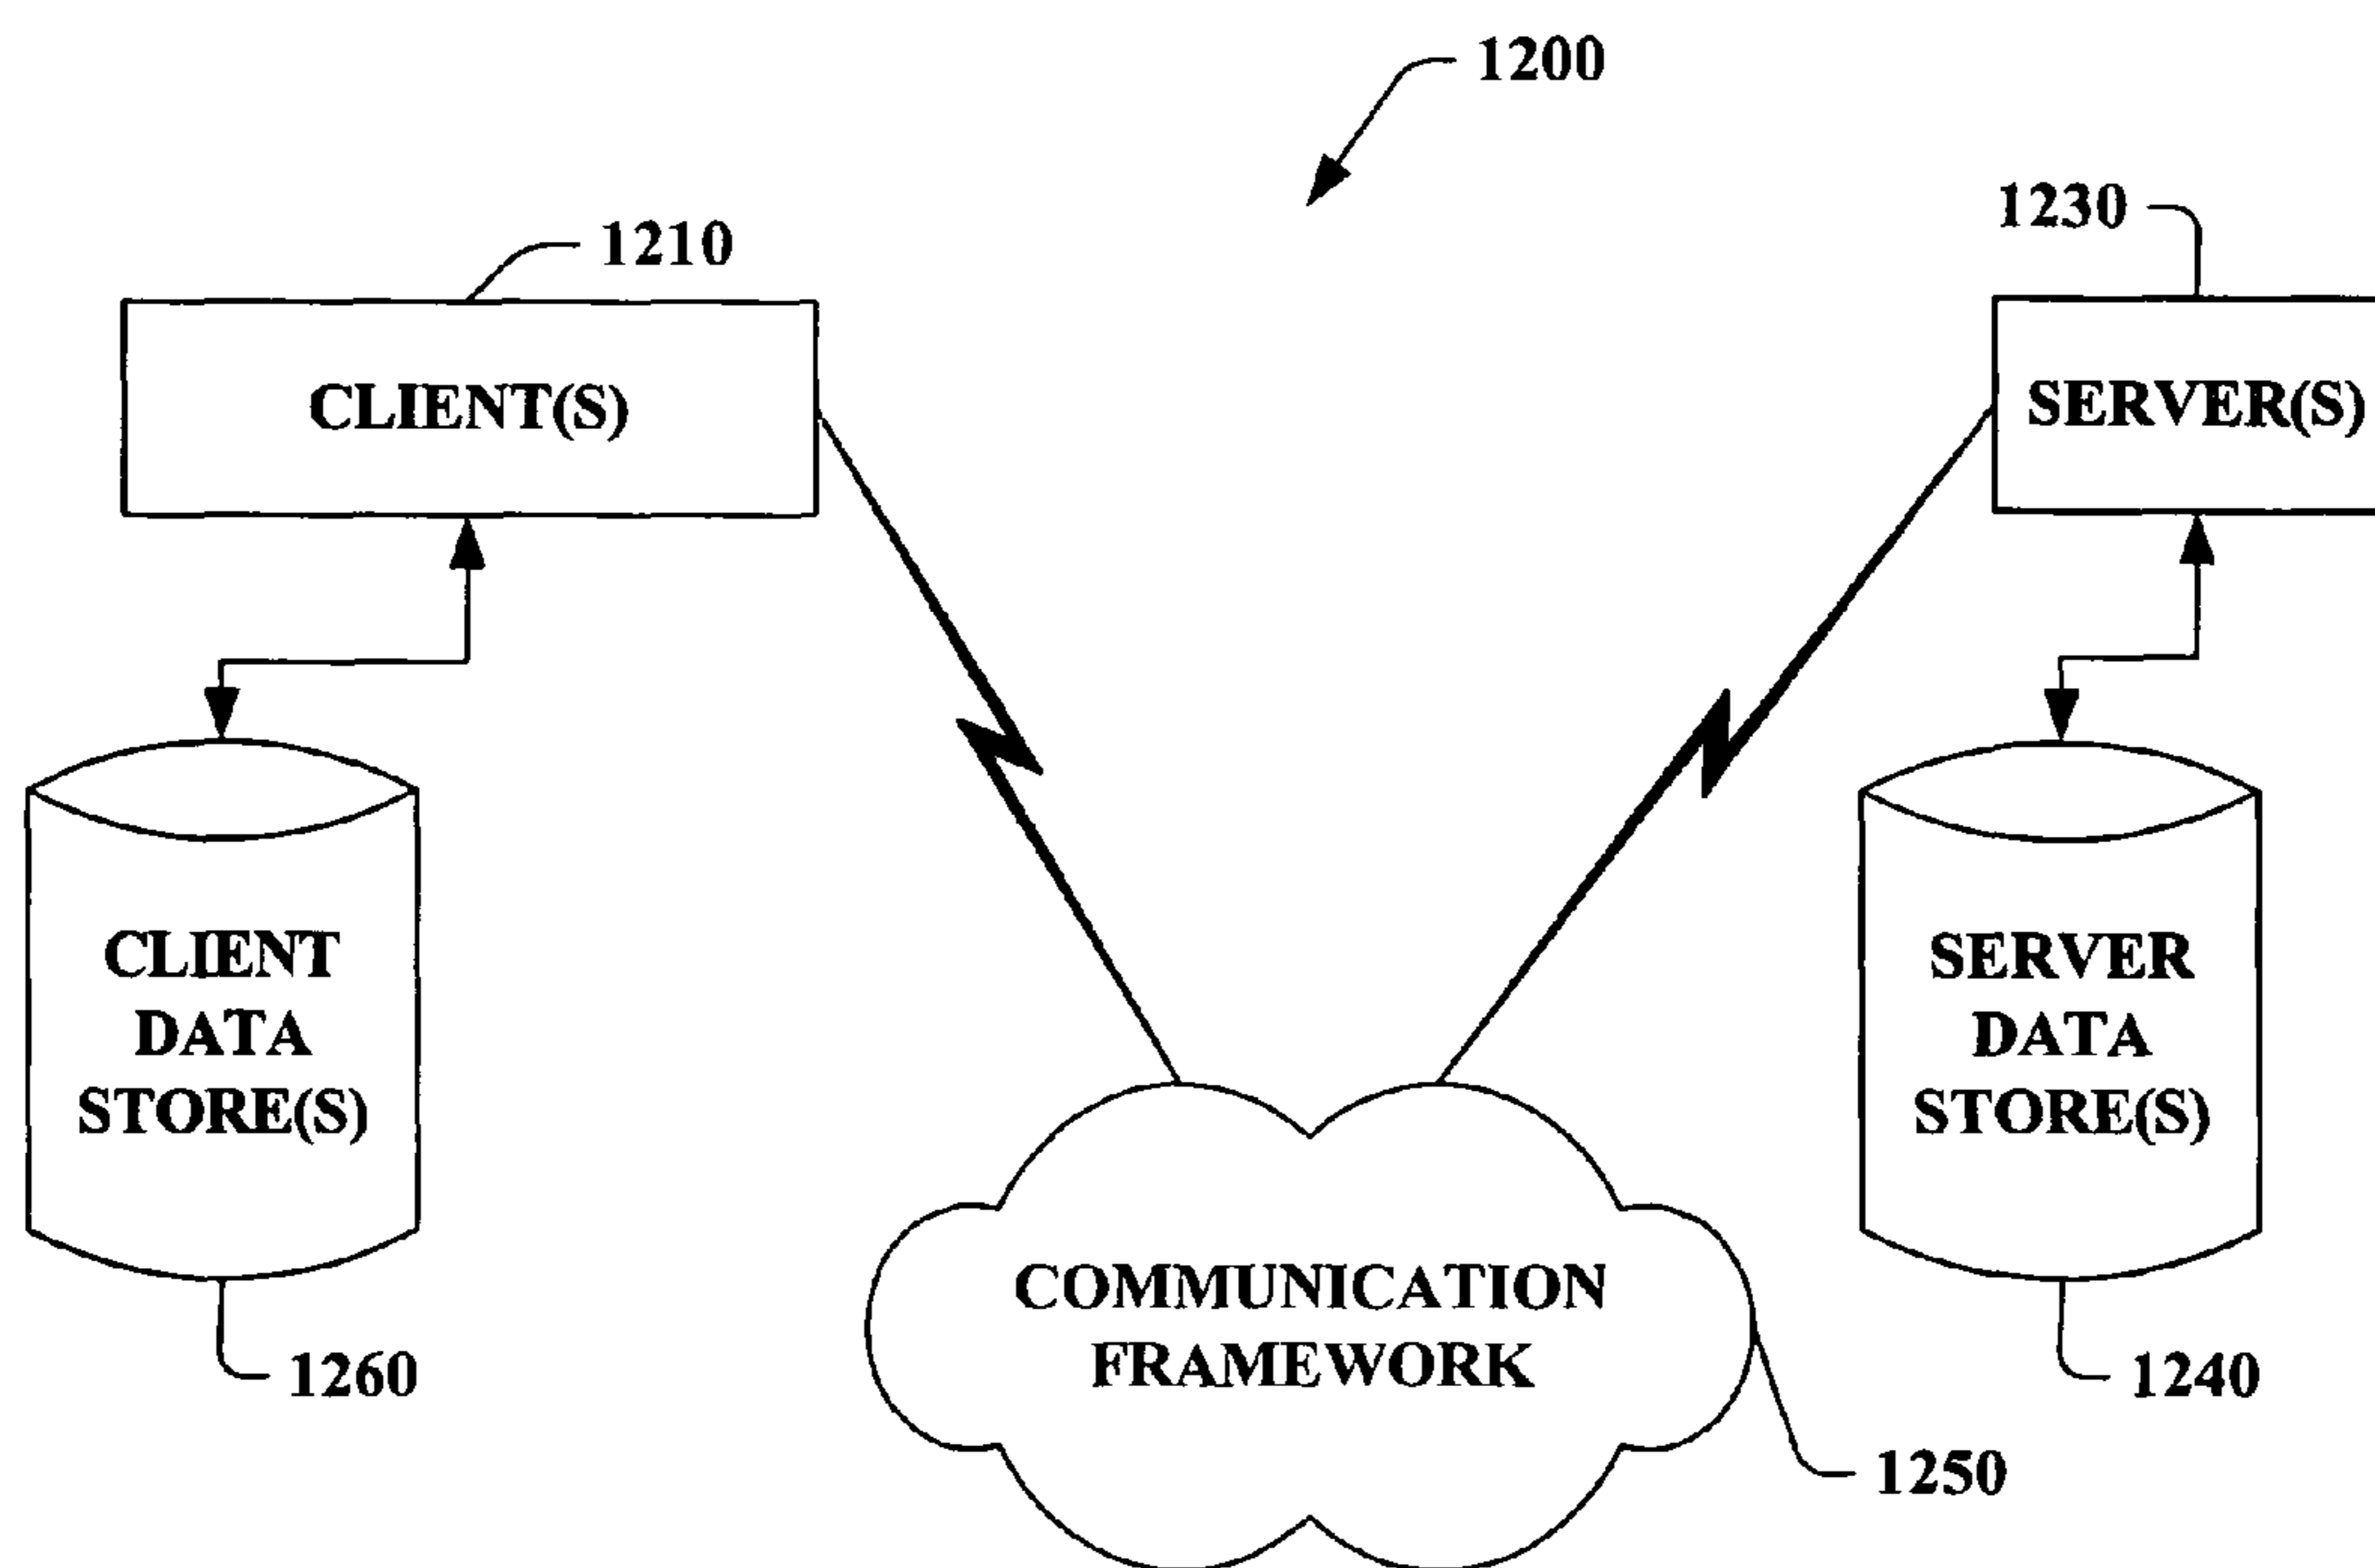 1200
1210
1230
CLIENT(S)
SERVER(S)
CLIENT
DATA
STORE(S)
SERVER
DATA
STORE(S)
COMMUNICATION
FRAMEWORK
1260
1240
1250